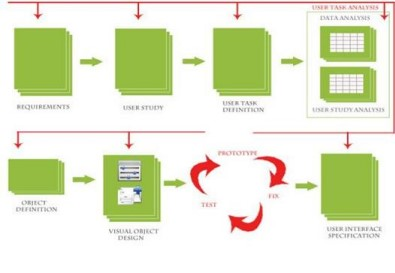 USER TASK ANALYSIS
DATA ANALYSIS
REQUIREMENTS
USER STUDY
USER TASK
DEFINITION
USER STUDY ANALYSIS
OBJECT
DEFINITION
VISUAL OBJECT
DESIGN
PROTOTYPE
FIX
TEST
USER INTERFACE
SPECIFICATION